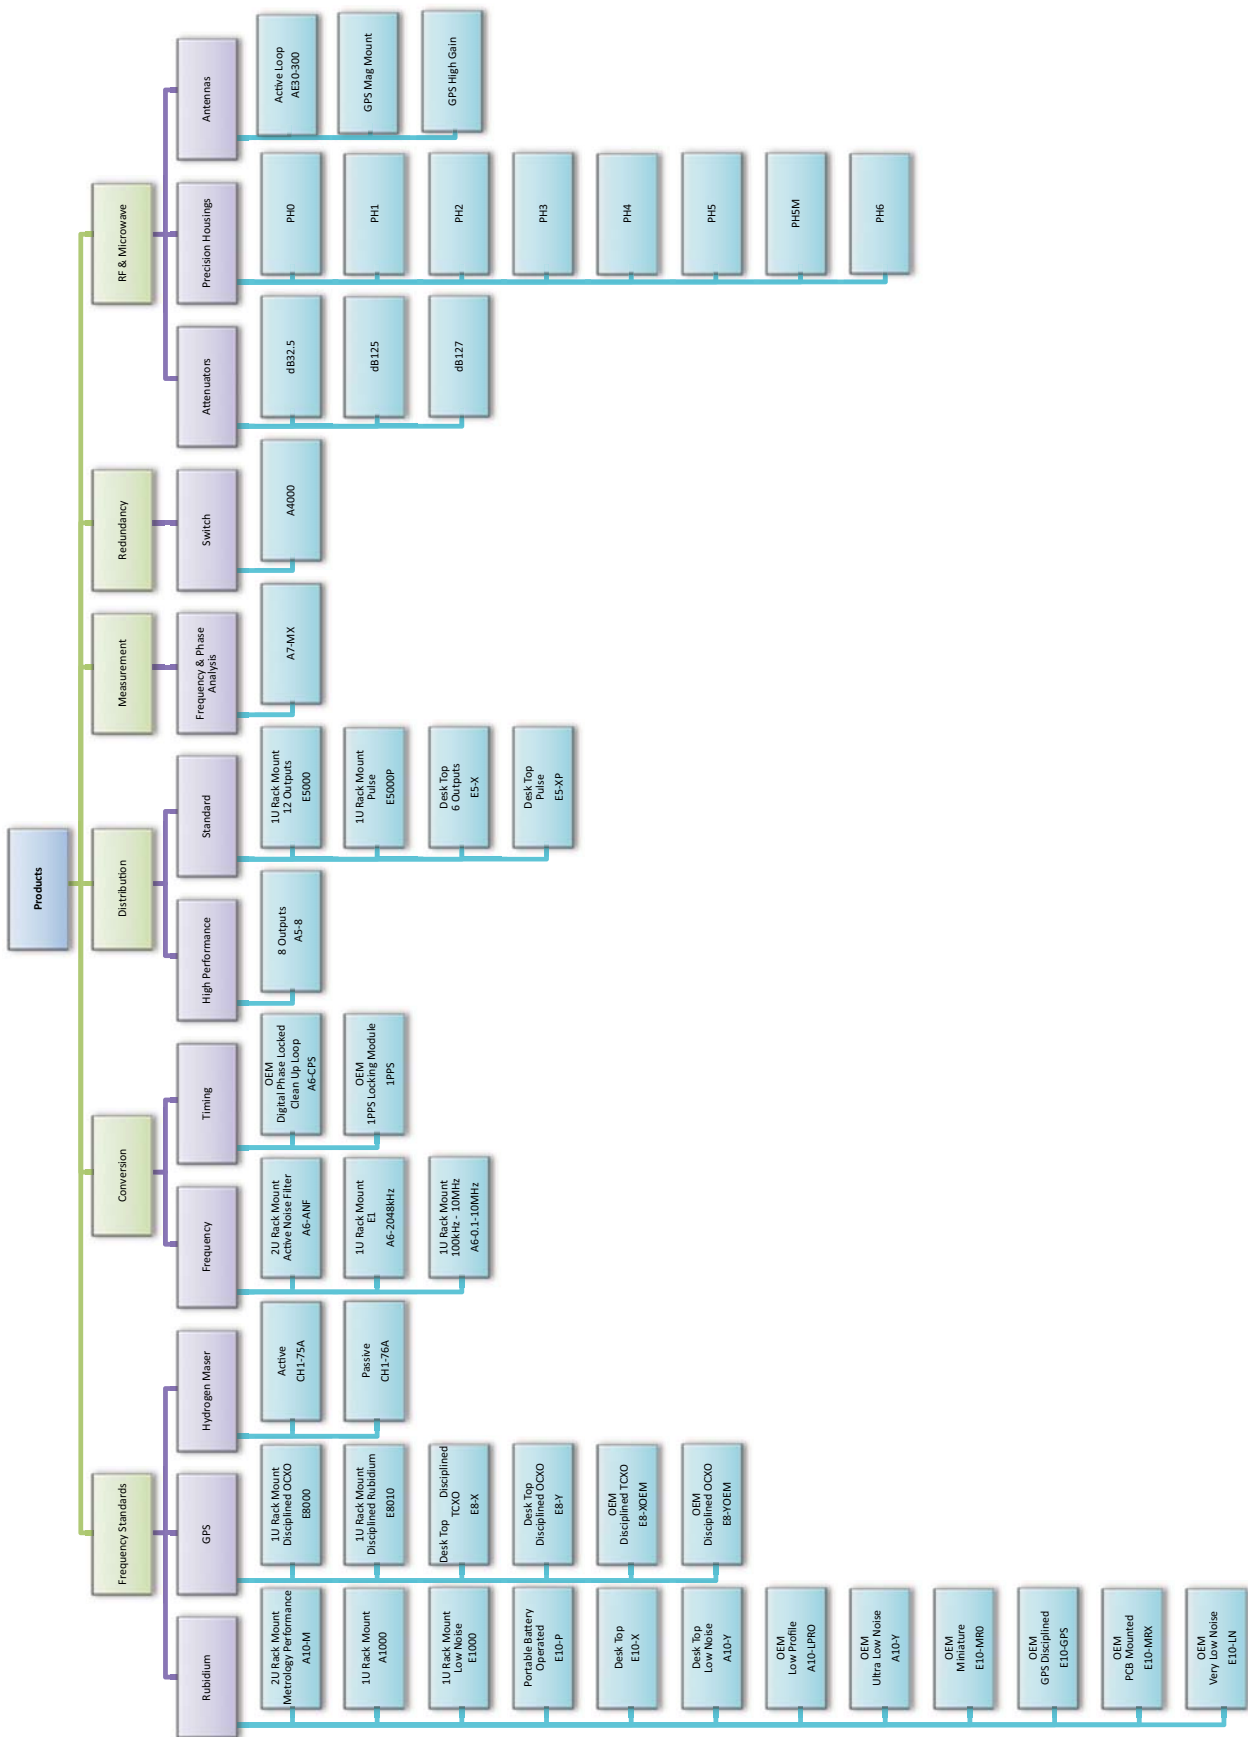 Products
Frequency Standards
Rubidium
2U Rack Mount
Metrology Performance
A10-M
1U Rack Mount
A1000
1U Rack Mount
Low Noise
E1000
Portable Battery
Operated
E10-P
Desk Top
E10-X
Desk Top
Low Noise
A10-Y
OEM
Low Profile
A10-LPRO
OEM
Ultra Low Noise
A10-Y
OEM
Miniature
E10-MR0
OEM
GPS Disciplined
E10-GPS
OEM
PCB Mounted
E10-MRX
OEM
Very Low Noise
E10-LN
GPS
1U Rack Mount
Disciplined OCXO
E8000
1U Rack Mount
Disciplined Rubidium
E8010
Desk Top Disciplined
TCXO
E8-X
Desk Top
Disciplined OCXO
E8-Y
OEM
Disciplined TCXO
E8-XOEM
OEM
Disciplined OCXO
E8-YOEM
Hydrogen Maser
Active
CH1-75A
Passive
CH1-76A
Conversion
Frequency
2U Rack Mount
Active Noise Filter
A6-ANF
1U Rack Mount
E1
A6-2048kHz
1U Rack Mount
100kHz - 10MHz
A6-0.1-10MHz
Timing
OEM
Digital Phase Locked
Clean Up Loop
A6-CPS
OEM
1PPS Locking Module
1PPS
Distribution
High Performance
8 Outputs
A5-8
Standard
1U Rack Mount
12 Outputs
E5000
1U Rack Mount
Pulse
E5000P
Desk Top
6 Outputs
E5-X
Desk Top
Pulse
E5-XP
Measurement
Frequency & Phase
Analysis
A7-MX
Redundancy
Switch
A4000
RF & Microwave
Attenuators
dB32.5
dB125
dB127
Precision Housings
PH0
PH1
PH2
PH3
PH4
PH5
PH5M
PH6
Antennas
Active Loop
AE30-300
GPS Mag Mount
GPS High Gain